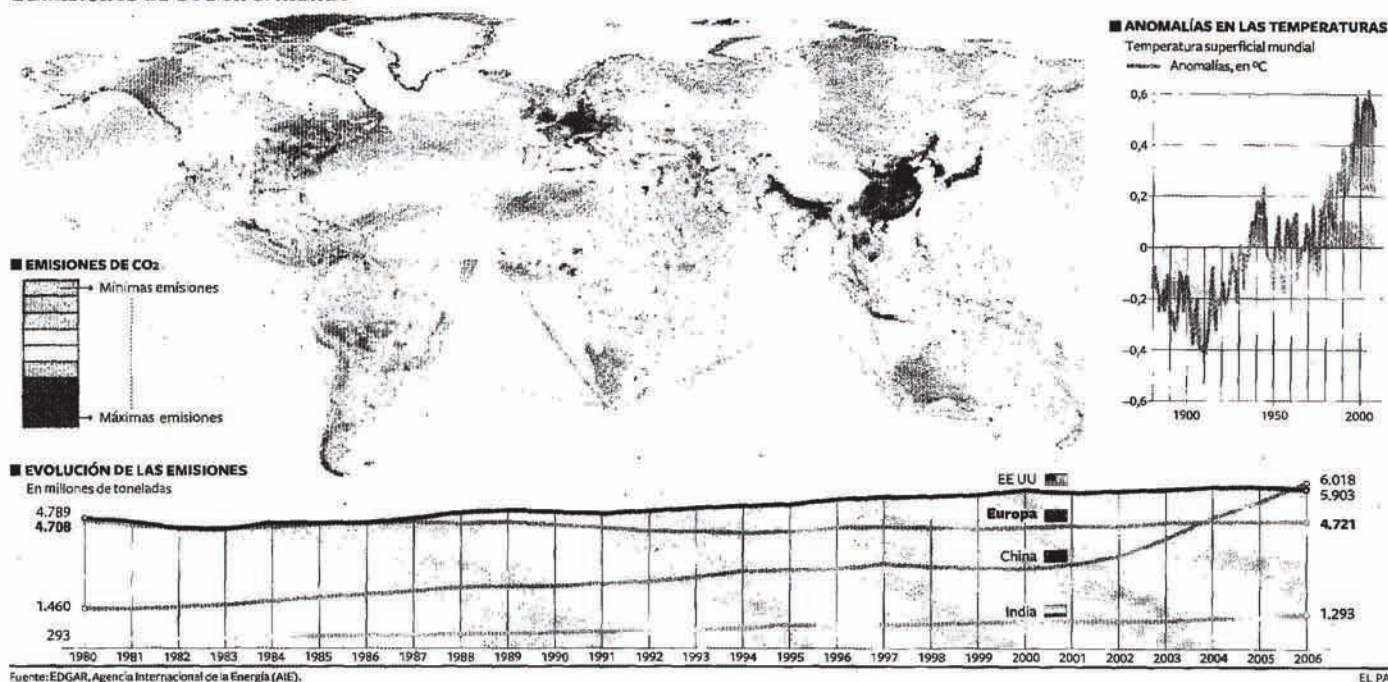 ■ ANOMALÍAS EN LAS TEMPERATURAS
Temperatura superficial mundial
Anomalías, en ºC
0,6
0,4
0,2
0
–0,2
–0,4
–0,6
1900
1950
2000
■ EMISIONES DE CO2
Mínimas emisiones
Máximas emisiones
■ EVOLUCIÓN DE LAS EMISIONES
En millones de toneladas
4.789
4.708
1.460
293
EE UU
Europa
China
India
6.018
5.903
4.721
1.293
1980 1981 1982 1983 1984 1985 1986 1987 1988 1989 1990 1991 1992 1993 1994 1995 1996 1997 1998 1999 2000 2001 2002 2003 2004 2005 2006
Fuente: EDGAR, Agencia Internacional de la Energía (AIE).
EL PA